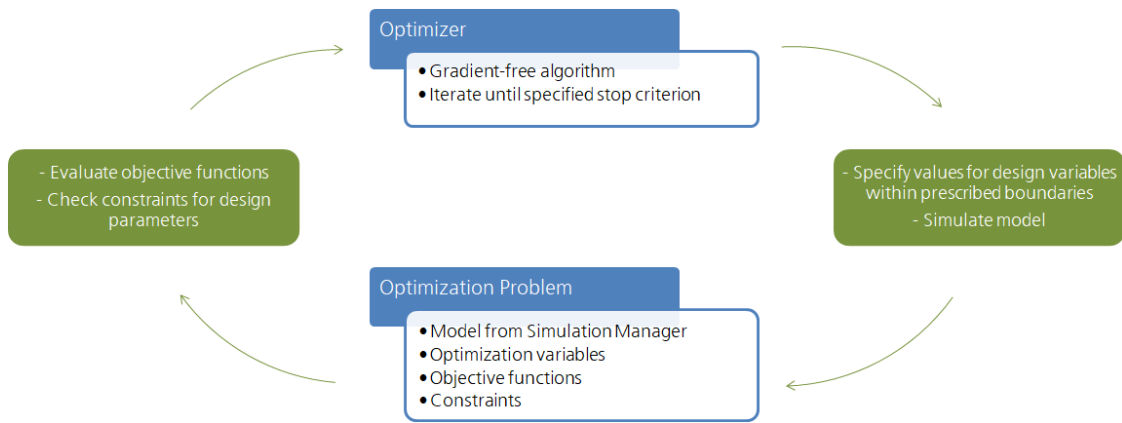 Optimizer
• Gradient-free algorithm
• Iterate until specified stop criterion
- Evaluate objective functions
- Check constraints for design
parameters
- Specify values for design variables
within prescribed boundaries
- Simulate model
Optimization Problem
• Model from Simulation Manager
• Optimization variables
• Objective functions
• Constraints